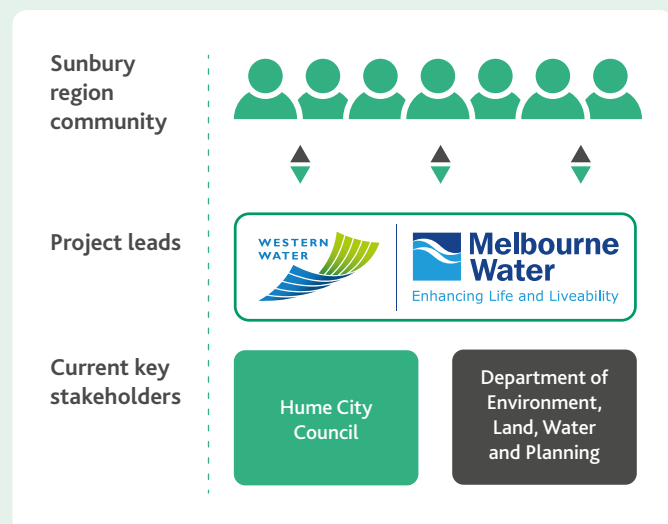 Sunbury
region
community
Project leads
WESTERN
WATER
Melbourne
Water
Enhancing Life and Liveability
Current key
stakeholders
Hume City
Council
Department of
Environment,
Land, Water
and Planning